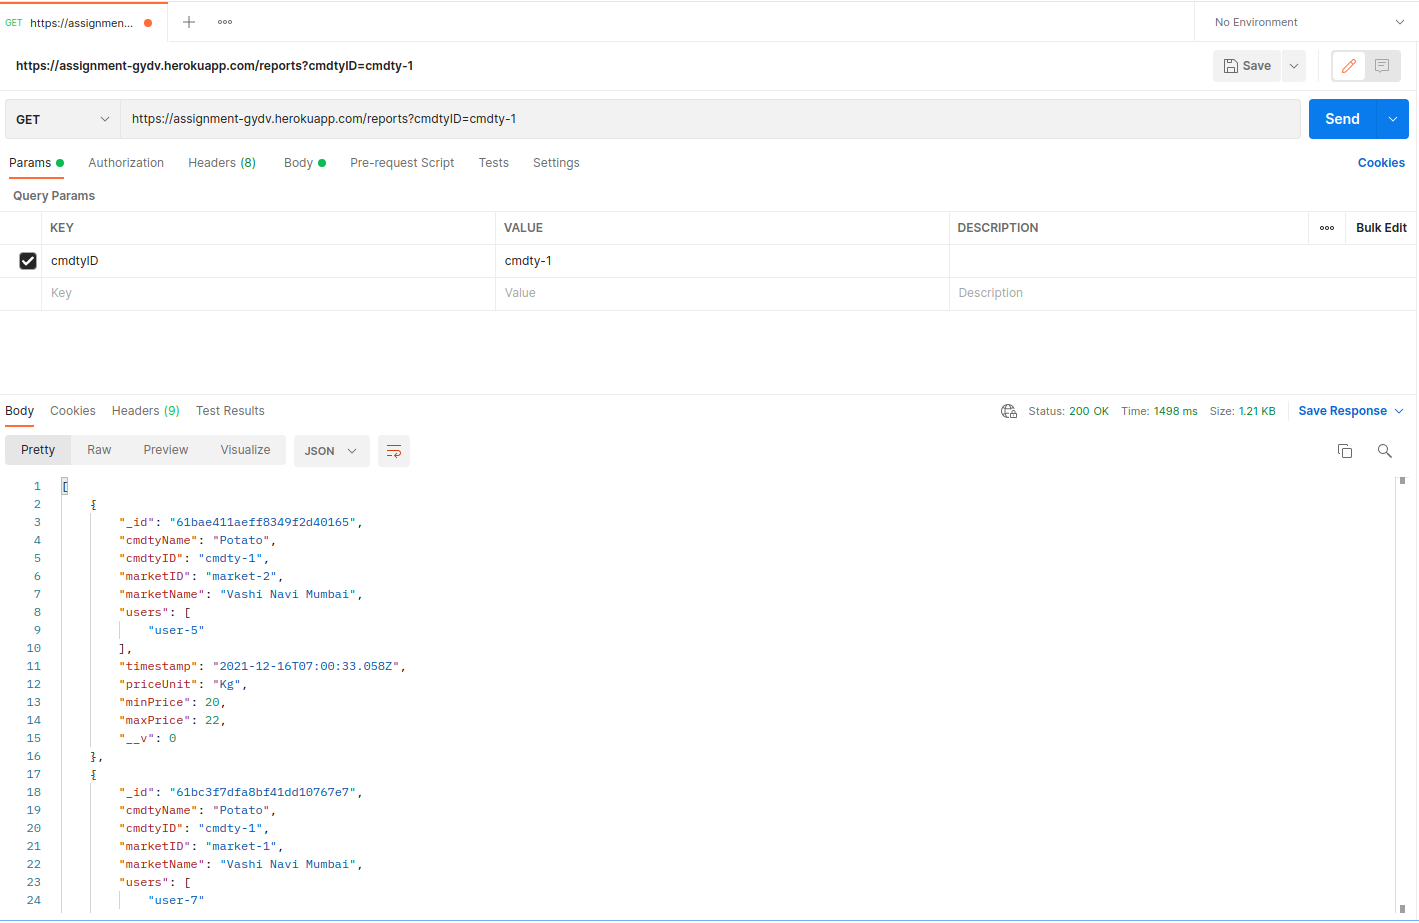 GET https://assignmen...
No Environment
https://assignment-gydv.herokuapp.com/reports?cmdtyID=cmdty-1
Save
GET https://assignment-gydv.herokuapp.com/reports?cmdtyID=cmdty-1 Send
Params Authorization Headers (8) Body Pre-request Script Tests Settings Cookies
Query Params
KEY VALUE DESCRIPTION Bulk Edit
cmdtyID cmdty-1
Key Value Description
Body Cookies Headers (9) Test Results Status: 200 OK Time: 1498 ms Size: 1.21 KB Save Response
Pretty Raw Preview Visualize JSON
1 [
2 {
3 "_id": "61bae411aeff8349f2d40165",
4 "cmdtyName": "Potato",
5 "cmdtyID": "cmdty-1",
6 "marketID": "market-2",
7 "marketName": "Vashi Navi Mumbai",
8 "users": [
9 "user-5"
10 ],
11 "timestamp": "2021-12-16T07:00:33.058Z",
12 "priceUnit": "Kg",
13 "minPrice": 20,
14 "maxPrice": 22,
15 "__v": 0
16 },
17 {
18 "_id": "61bc3f7dfa8bf41dd10767e7",
19 "cmdtyName": "Potato",
20 "cmdtyID": "cmdty-1",
21 "marketID": "market-1",
22 "marketName": "Vashi Navi Mumbai",
23 "users": [
24 "user-7"